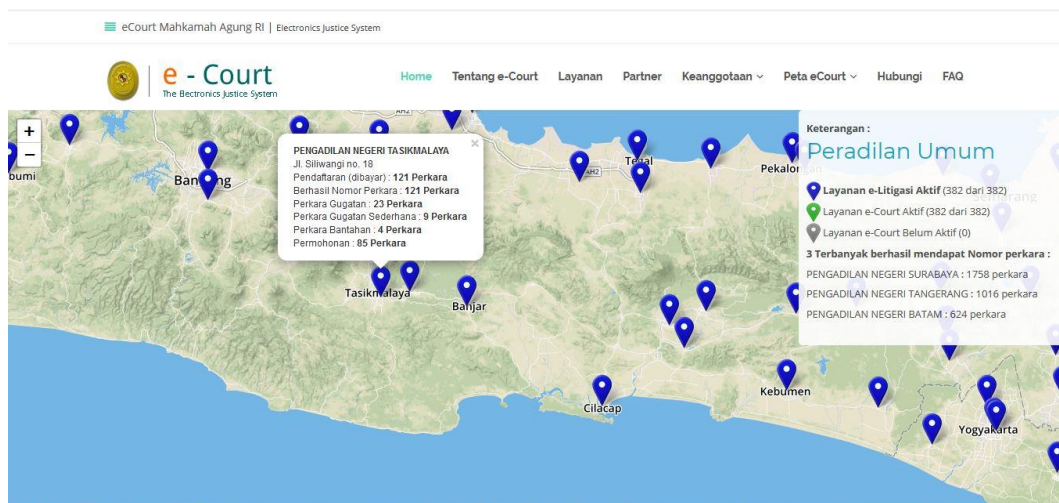 eCourt Mahkamah Agung RI | Electronics Justice System
e - Court
The Electronics Justice System
Home Tentang e-Court Layanan Partner Keanggotaan Peta eCourt Hubungi FAQ
+
−
PENGADILAN NEGERI TASIKMALAYA
×
Jl. Siliwangi no. 18
Pendaftaran (dibayar) : 121 Perkara
Berhasil Nomor Perkara : 121 Perkara
Perkara Gugatan : 23 Perkara
Perkara Gugatan Sederhana : 9 Perkara
Perkara Bantahan : 4 Perkara
Permohonan : 85 Perkara
Keterangan :
Peradilan Umum
Layanan e-Litigasi Aktif (382 dari 382)
Layanan e-Court Aktif (382 dari 382)
Layanan e-Court Belum Aktif (0)
3 Terbanyak berhasil mendapat Nomor perkara :
PENGADILAN NEGERI SURABAYA : 1758 perkara
PENGADILAN NEGERI TANGERANG : 1016 perkara
PENGADILAN NEGERI BATAM : 624 perkara
AH2
Tegal
AH2
Semarang
Tasikmalaya
Banjar
Cilacap
Kebumen
Yogyakarta